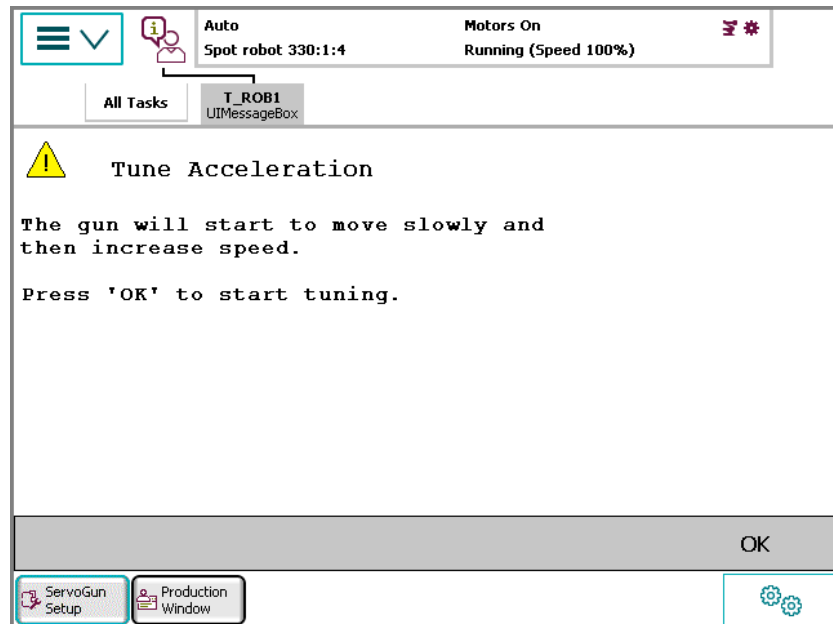 Auto
Motors On
Spot robot 330:1:4
Running (Speed 100%)
All Tasks
T_ROB1
UIMessageBox
Tune Acceleration
The gun will start to move slowly and
then increase speed.
Press 'OK' to start tuning.
OK
ServoGun
Setup
Production
Window